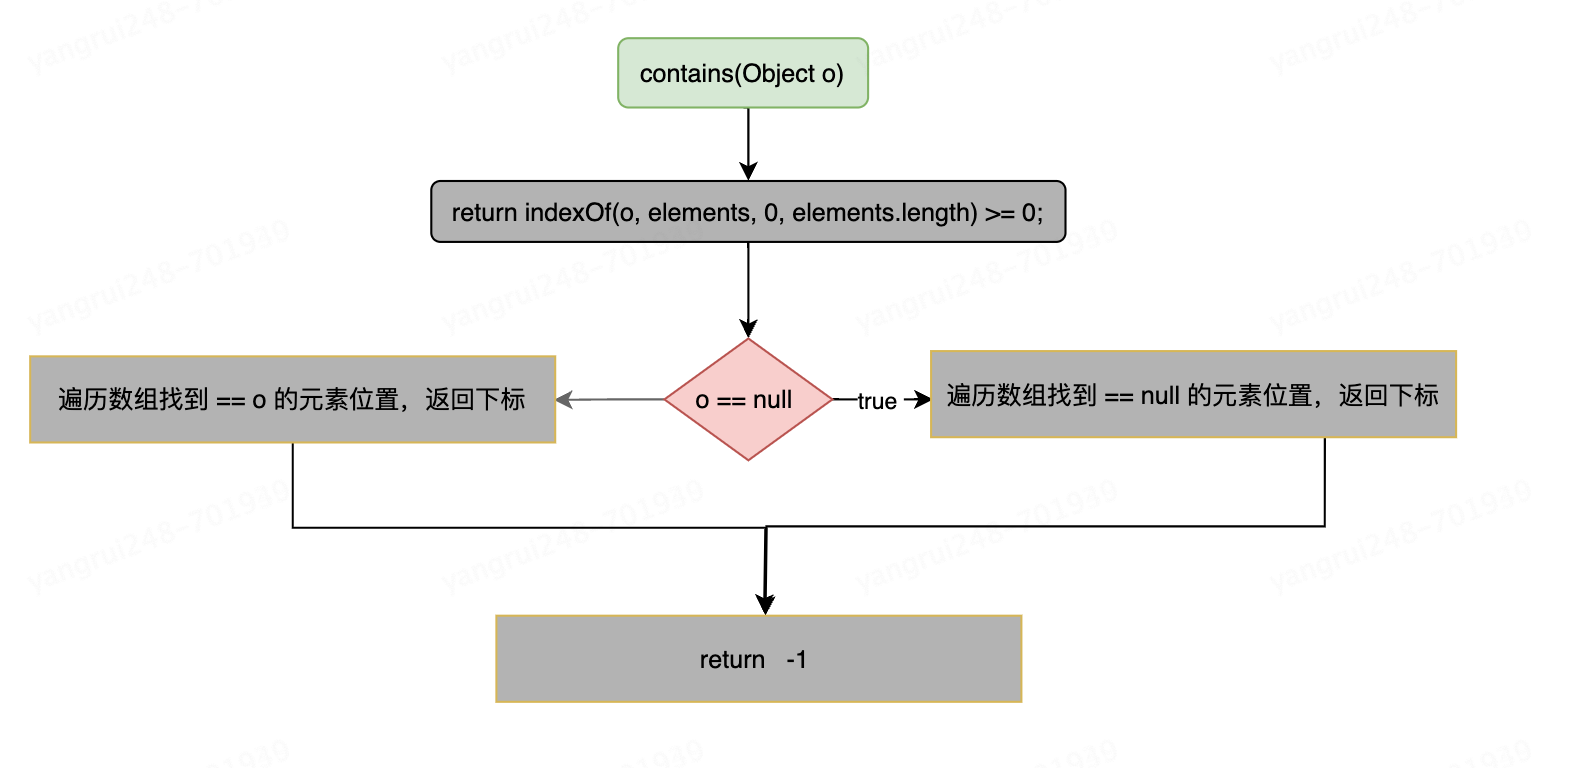 contains(Object o)
return indexOf(o, elements, 0, elements.length) >= 0;
遍历数组找到 == o 的元素位置，返回下标
o == null
true
遍历数组找到 == null 的元素位置，返回下标
return -1
yangrui248-701939